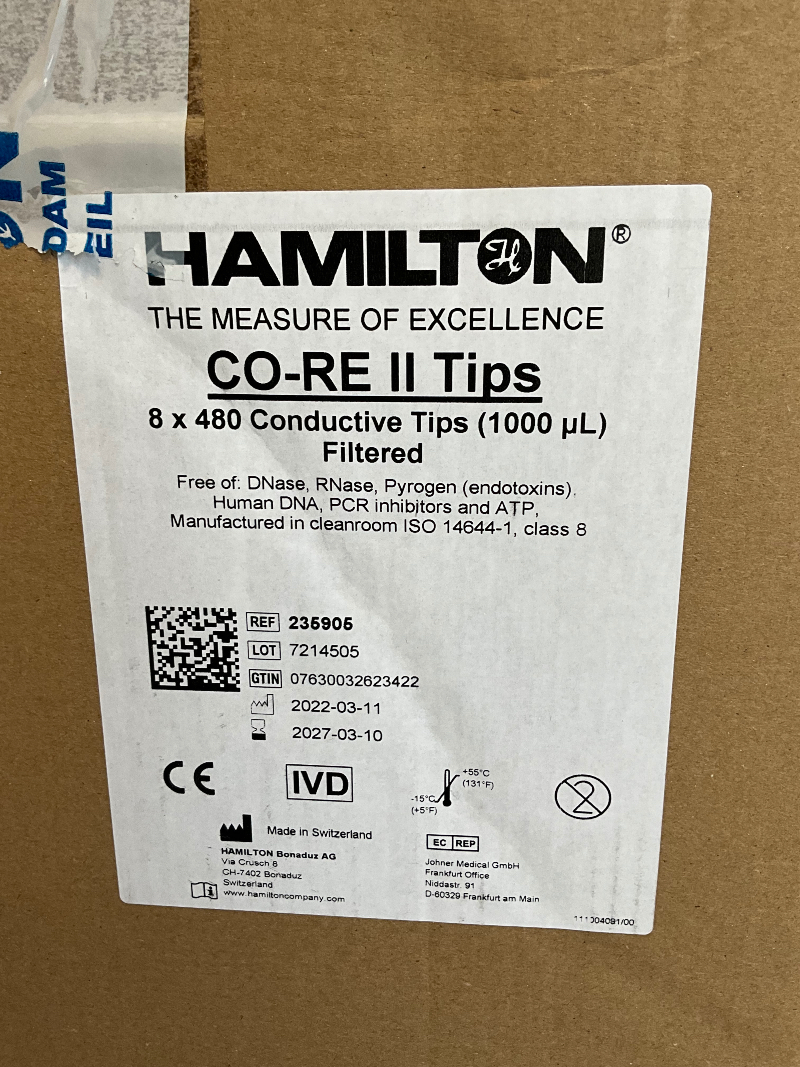 DAM
EIL
HAMILTON®
THE MEASURE OF EXCELLENCE
CO-RE II Tips
8 x 480 Conductive Tips (1000 µL)
Filtered
Free of: DNase, RNase, Pyrogen (endotoxins),
Human DNA, PCR inhibitors and ATP,
Manufactured in cleanroom ISO 14644-1, class 8
REF 235905
LOT 7214505
GTIN 07630032623422
2022-03-11
2027-03-10
CE
IVD
+55°C
(131°F)
-15°C
(+5°F)
2
Made in Switzerland
HAMILTON Bonaduz AG
Via Crusch 8
CH-7402 Bonaduz
Switzerland
www.hamiltoncompany.com
EC REP
Johner Medical GmbH
Frankfurt Office
Niddastr. 91
D-60329 Frankfurt am Main